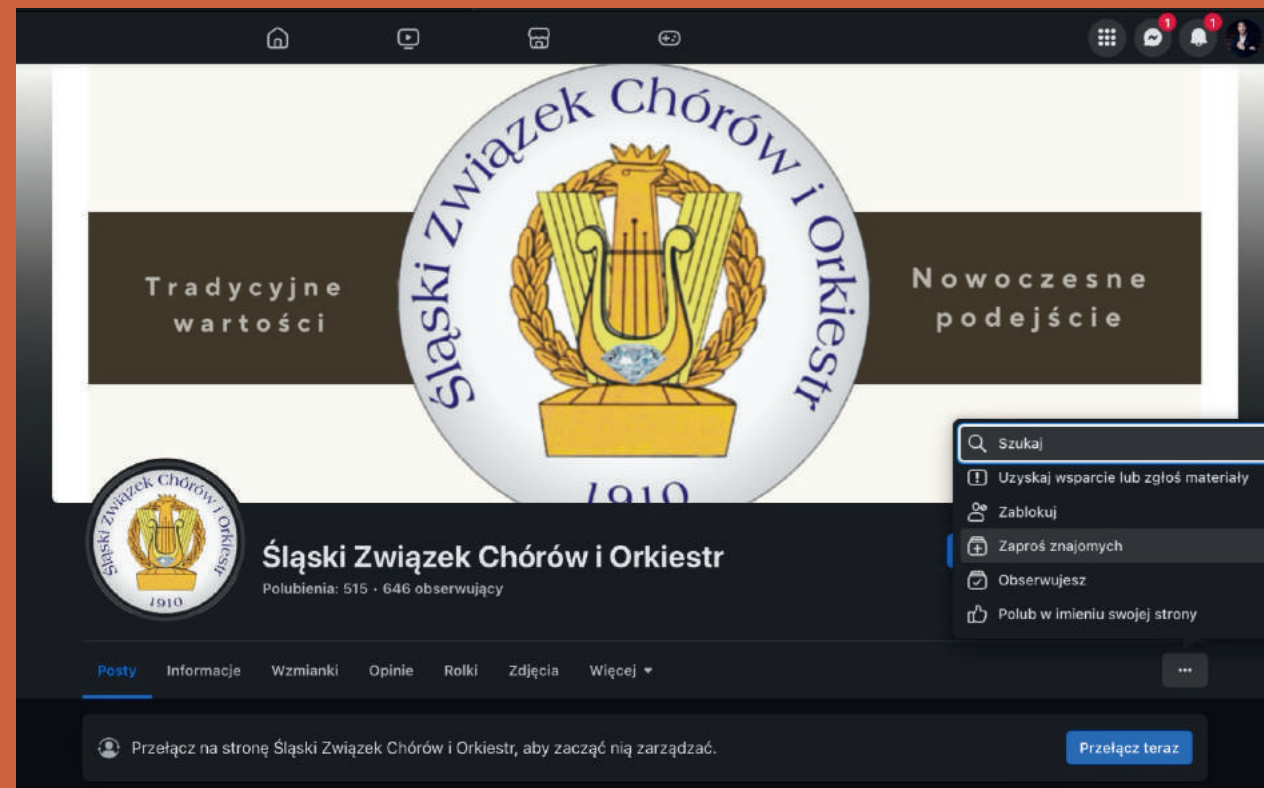 1
1
Śląski Związek Chórów i Orkiestr
1910
Tradycyjne
wartości
Nowoczesne
podejście
Śląski Związek Chórów i Orkiestr
1910
Śląski Związek Chórów i Orkiestr
Polubienia: 515 · 646 obserwujący
Szukaj
Uzyskaj wsparcie lub zgłoś materiały
Zablokuj
Zaproś znajomych
Obserwujesz
Polub w imieniu swojej strony
Posty Informacje Wzmianki Opinie Rolki Zdjęcia Więcej
Przełącz na stronę Śląski Związek Chórów i Orkiestr, aby zacząć nią zarządzać.
Przełącz teraz